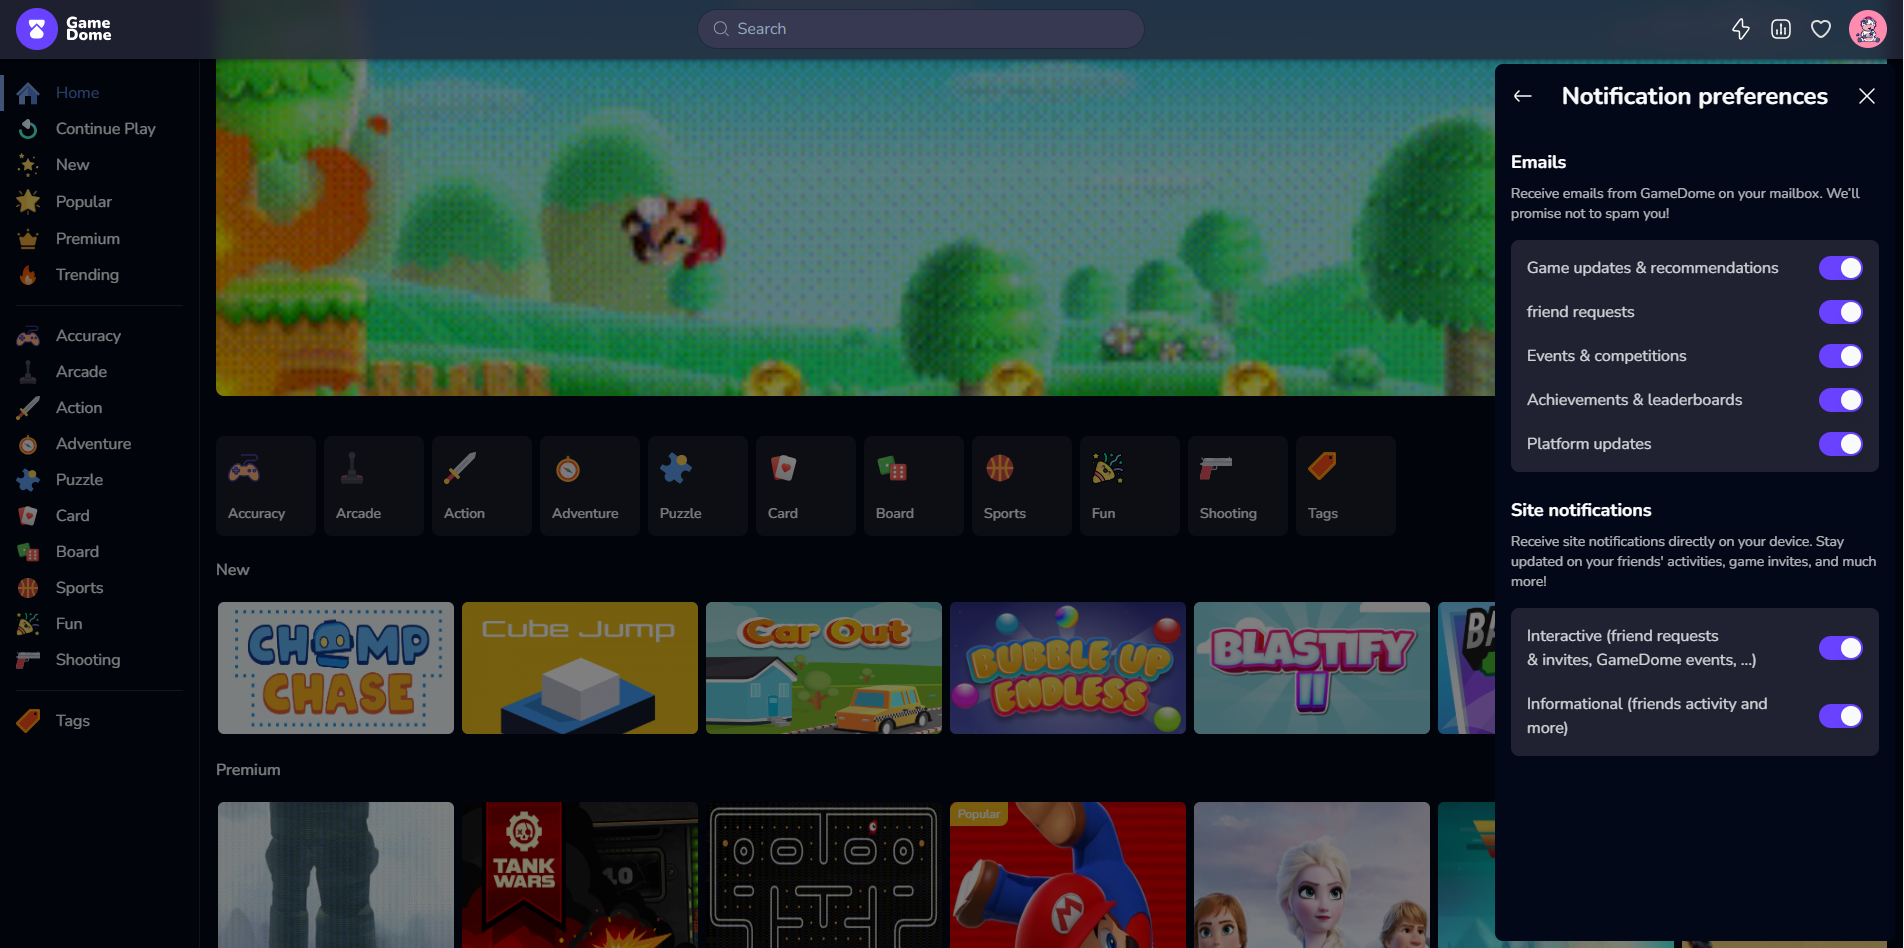 Game
Dome
Search
Home
Continue Play
New
Popular
Premium
Trending
Accuracy
Arcade
Action
Adventure
Puzzle
Card
Board
Sports
Fun
Shooting
Tags
Accuracy
Arcade
Action
Adventure
Puzzle
Card
Board
Sports
Fun
Shooting
Tags
New
CHOMP
CHASE
Cube Jump
Car Out
BUBBLE UP
ENDLESS
BLASTIFY
II
Premium
TANK
WARS
Popular
M
Notification preferences
Emails
Receive emails from GameDome on your mailbox. We'll
promise not to spam you!
Game updates & recommendations
friend requests
Events & competitions
Achievements & leaderboards
Platform updates
Site notifications
Receive site notifications directly on your device. Stay
updated on your friends' activities, game invites, and much
more!
Interactive (friend requests
& invites, GameDome events, ...)
Informational (friends activity and
more)